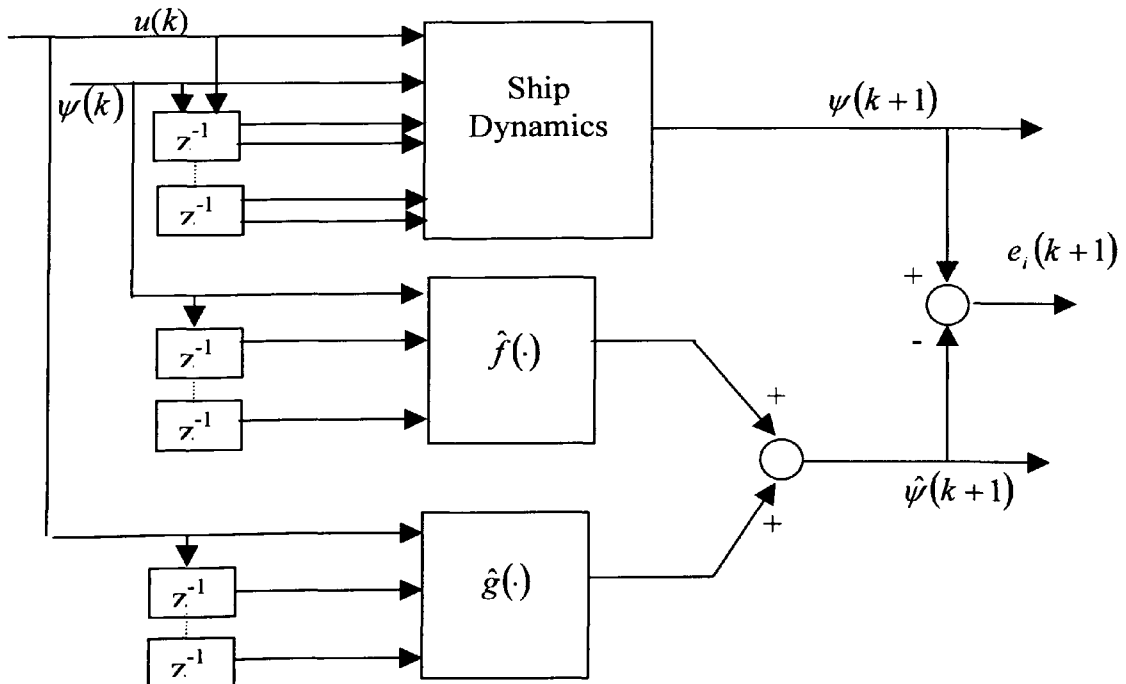 u(k)
ψ(k)
z⁻¹
z⁻¹
Ship
Dynamics
ψ(k+1)
e_i(k+1)
+
-
z⁻¹
z⁻¹
f̂(·)
+
+
ψ̂(k+1)
z⁻¹
z⁻¹
ĝ(·)